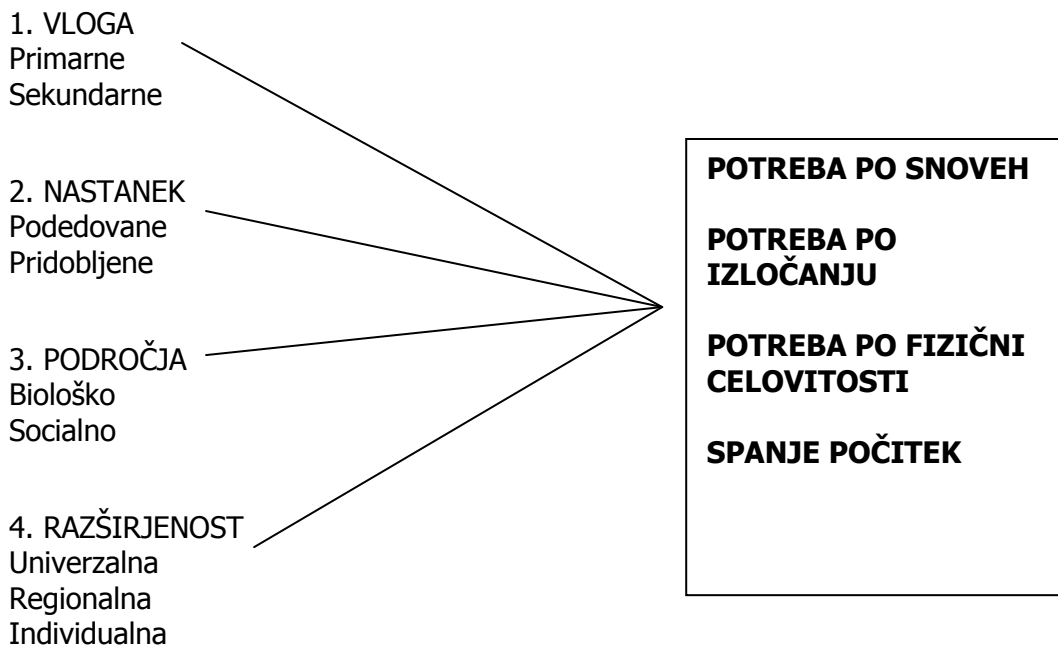 1. VLOGA
Primarne
Sekundarne
2. NASTANEK
Podedovane
Pridobljene
3. PODROČJA
Biološko
Socialno
4. RAZŠIRJENOST
Univerzalna
Regionalna
Individualna
POTREBA PO SNOVEH
POTREBA PO
IZLOČANJU
POTREBA PO FIZIČNI
CELOVITOSTI
SPANJE POČITEK